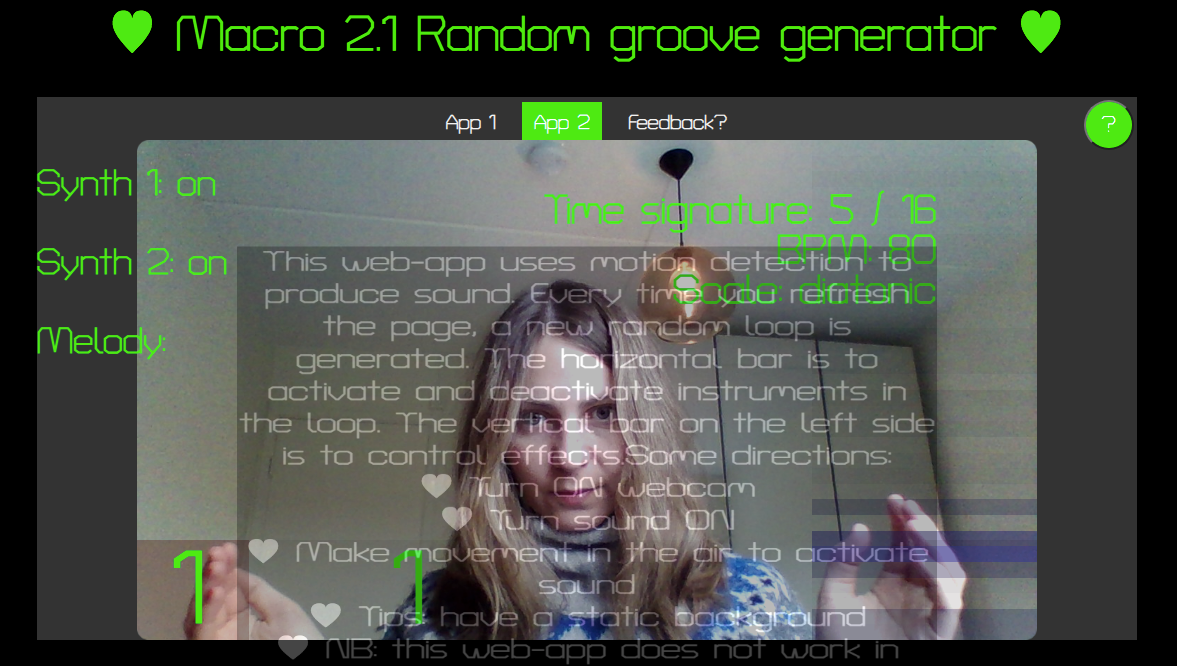 ♥ Macro 2.1 Random groove generator ♥
App 1 App 2 Feedback? ?
Synth 1: on
Time signature: 5 / 16
BPM: 80
Synth 2: on
Scale: diatonic
Melody:
This web-app uses motion detection to
produce sound. Every time you refresh
the page, a new random loop is
generated. The horizontal bar is to
activate and deactivate instruments in
the loop. The vertical bar on the left side
is to control effects.Some directions:
♥ Turn ON webcam
♥ Turn sound ON
♥ Make movement in the air to activate
sound
♥ Tips: have a static background
♥ NB: this web-app does not work in
1 1